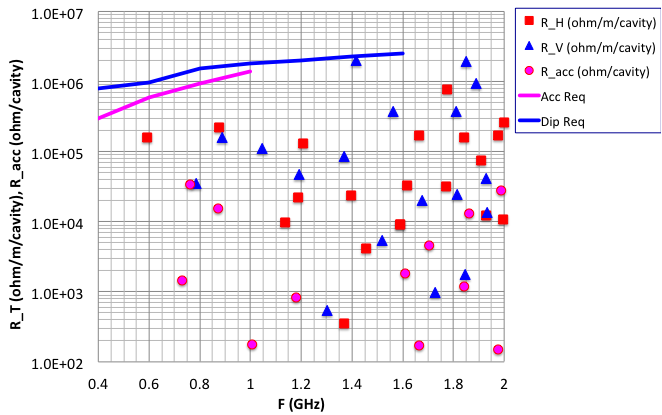 1.0E+07
1.0E+06
1.0E+05
1.0E+04
1.0E+03
1.0E+02
R_T (ohm/m/cavity), R_acc (ohm/cavity)
0.4 0.6 0.8 1 1.2 1.4 1.6 1.8 2
F (GHz)
R_H (ohm/m/cavity)
R_V (ohm/m/cavity)
R_acc (ohm/cavity)
Acc Req
Dip Req